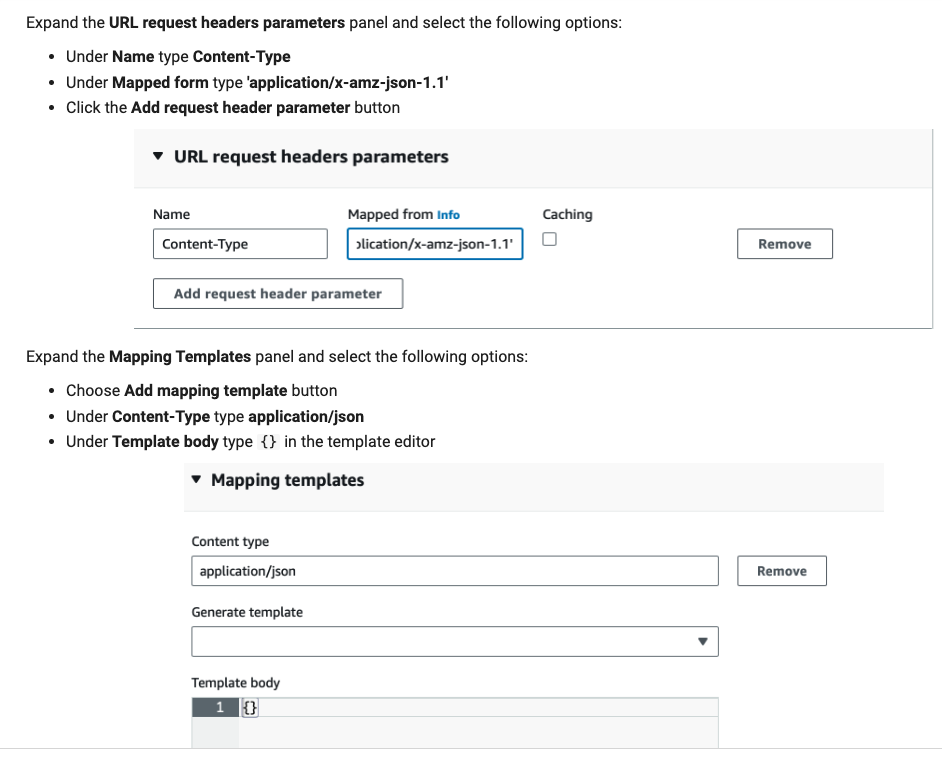 Expand the URL request headers parameters panel and select the following options:
• Under Name type Content-Type
• Under Mapped form type 'application/x-amz-json-1.1'
• Click the Add request header parameter button
▼ URL request headers parameters
Name Mapped from Info Caching
Content-Type plication/x-amz-json-1.1' Remove
Add request header parameter
Expand the Mapping Templates panel and select the following options:
• Choose Add mapping template button
• Under Content-Type type application/json
• Under Template body type {} in the template editor
▼ Mapping templates
Content type
application/json Remove
Generate template
Template body
1 {}